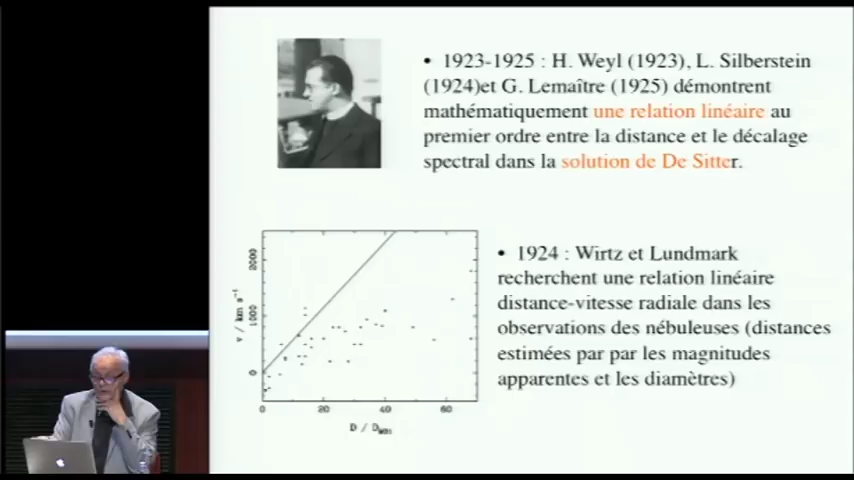 • 1923-1925 : H. Weyl (1923), L. Silberstein
(1924)et G. Lemaître (1925) démontrent
mathématiquement une relation linéaire au
premier ordre entre la distance et le décalage
spectral dans la solution de De Sitter.
• 1924 : Wirtz et Lundmark
recherchent une relation linéaire
distance-vitesse radiale dans les
observations des nébuleuses (distances
estimées par par les magnitudes
apparentes et les diamètres)
v / km s⁻¹
2000
1000
0
0 20 40 60
D / D